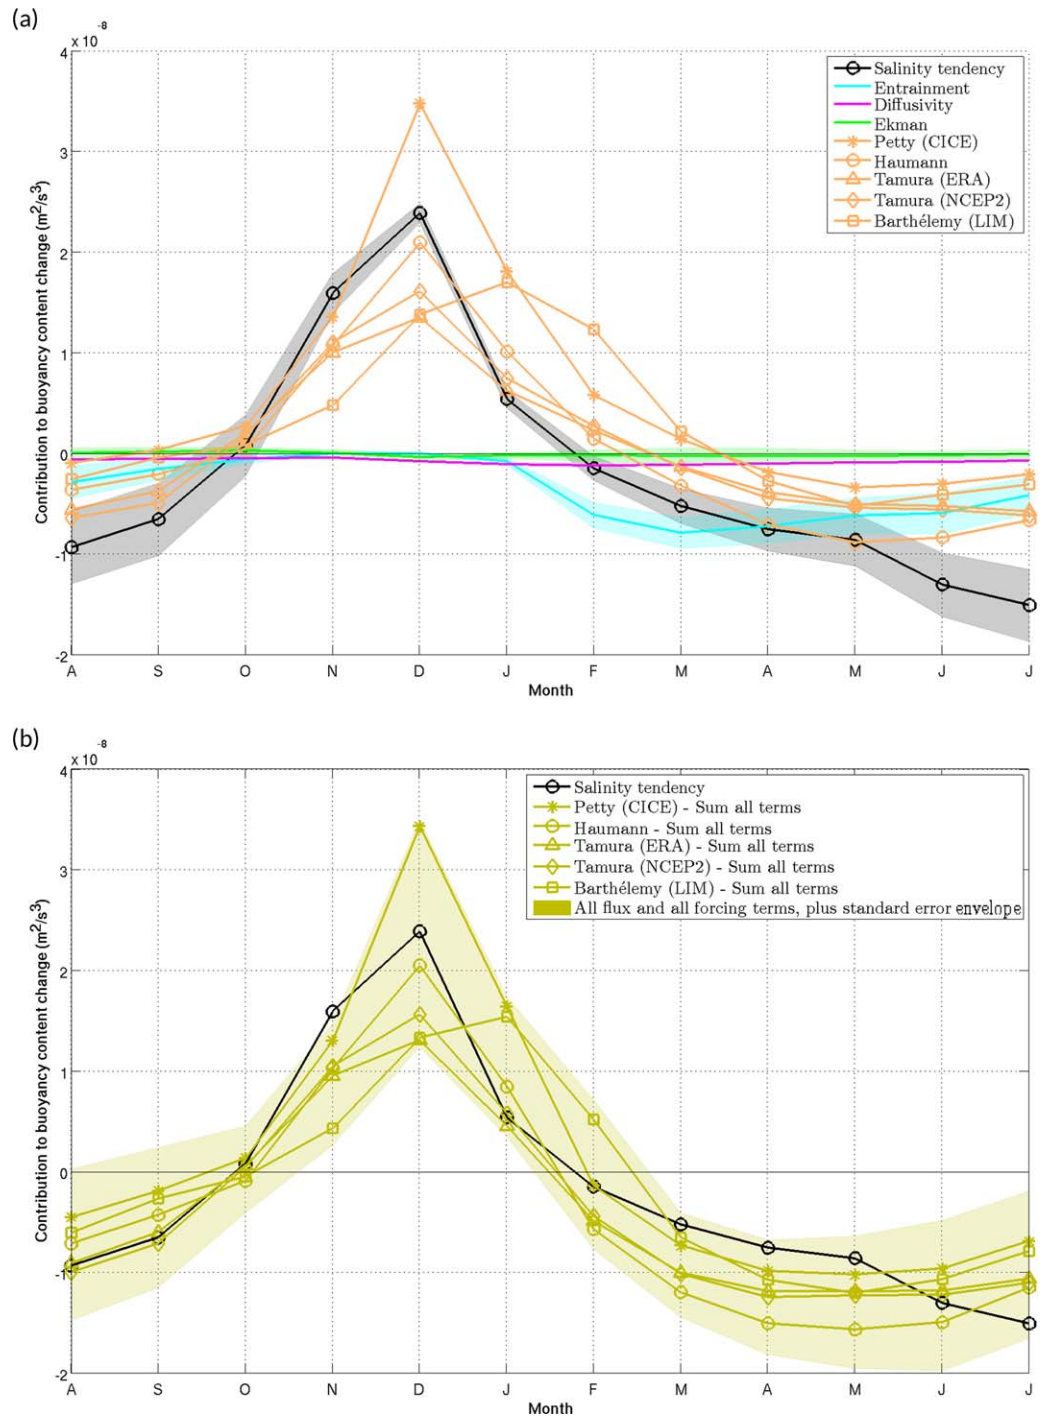 (a)
x 10 -8
4
3
2
1
0
-1
-2
Contribution to buoyancy content change (m²/s³)
Salinity tendency
Entrainment
Diffusivity
Ekman
Petty (CICE)
Haumann
Tamura (ERA)
Tamura (NCEP2)
Barthélemy (LIM)
A S O N D J F M A M J J
Month
(b)
x 10 -8
4
3
2
1
0
-1
-2
Contribution to buoyancy content change (m²/s³)
Salinity tendency
Petty (CICE) - Sum all terms
Haumann - Sum all terms
Tamura (ERA) - Sum all terms
Tamura (NCEP2) - Sum all terms
Barthélemy (LIM) - Sum all terms
All flux and all forcing terms, plus standard error envelope
A S O N D J F M A M J J
Month